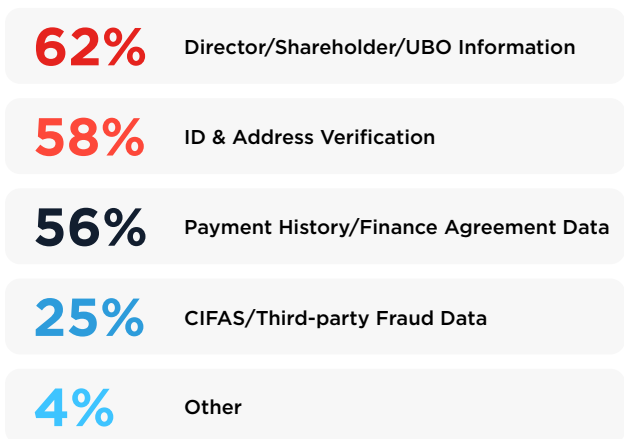 62% Director/Shareholder/UBO Information
58% ID & Address Verification
56% Payment History/Finance Agreement Data
25% CIFAS/Third-party Fraud Data
4% Other